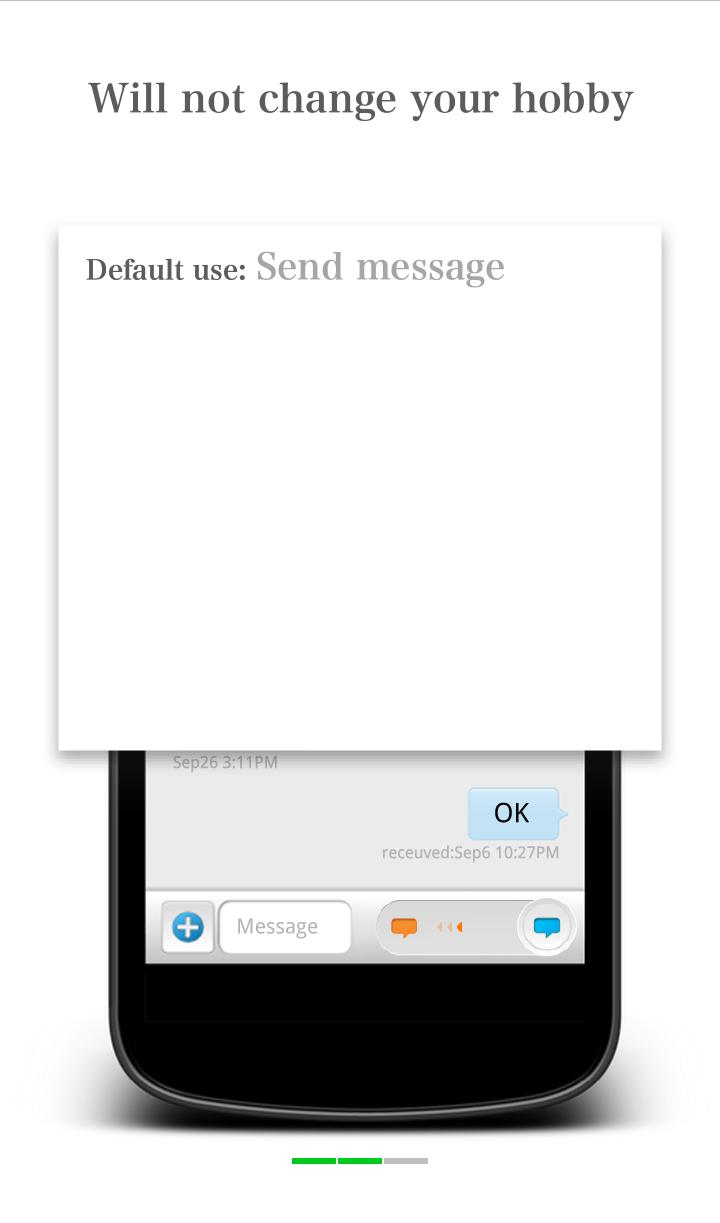 Will not change your hobby
Default use: Send message
Sep26 3:11PM
OK
receuved:Sep6 10:27PM
Message